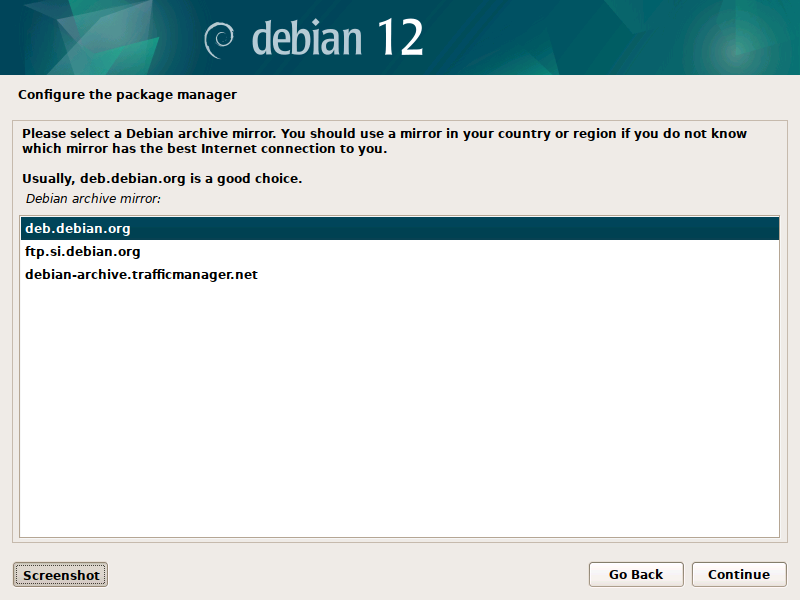 debian 12
Configure the package manager
Please select a Debian archive mirror. You should use a mirror in your country or region if you do not know
which mirror has the best Internet connection to you.
Usually, deb.debian.org is a good choice.
Debian archive mirror:
deb.debian.org
ftp.si.debian.org
debian-archive.trafficmanager.net
Screenshot
Go Back
Continue